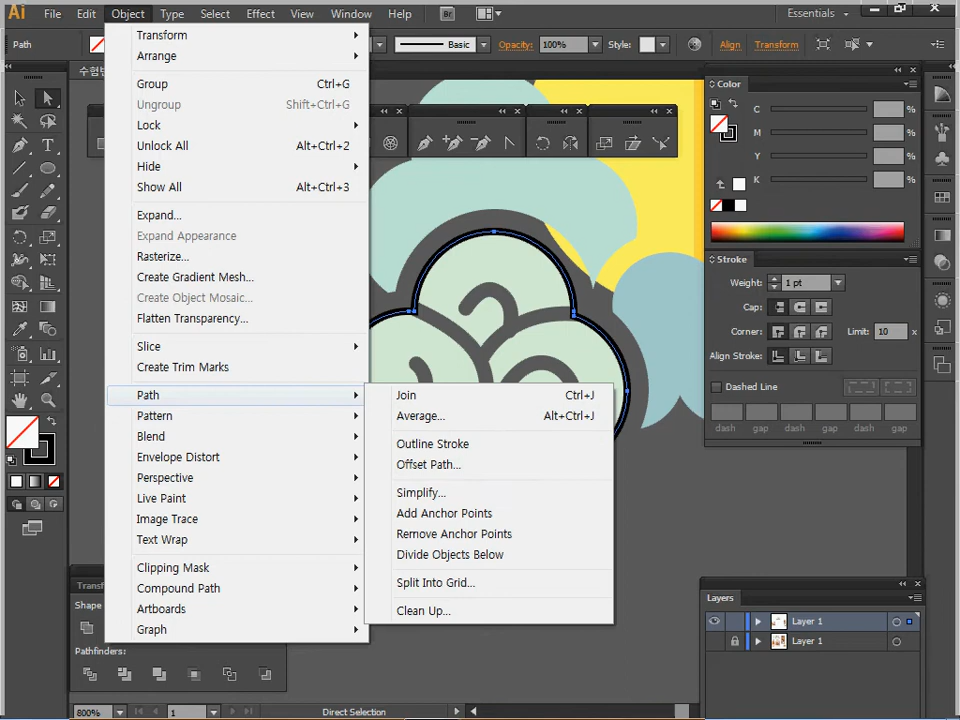 Ai File Edit Object Type Select Effect View Window Help Br Essentials
Path Basic Opacity: 100% Style: Align Transform
수험번
Transform
Arrange
Group Ctrl+G
Ungroup Shift+Ctrl+G
Lock
Unlock All Alt+Ctrl+2
Hide
Show All Alt+Ctrl+3
Expand...
Expand Appearance
Rasterize...
Create Gradient Mesh...
Create Object Mosaic...
Flatten Transparency...
Slice
Create Trim Marks
Path
Pattern
Blend
Envelope Distort
Perspective
Live Paint
Image Trace
Text Wrap
Clipping Mask
Compound Path
Artboards
Graph
Join Ctrl+J
Average... Alt+Ctrl+J
Outline Stroke
Offset Path...
Simplify...
Add Anchor Points
Remove Anchor Points
Divide Objects Below
Split Into Grid...
Clean Up...
Color
C %
M %
Y %
K %
Stroke
Weight: 1 pt
Cap:
Corner: Limit: 10 x
Align Stroke:
Dashed Line
dash gap dash gap dash gap
Layers
Layer 1
Layer 1
Transf
Shape
Pathfinders:
800% 1 Direct Selection